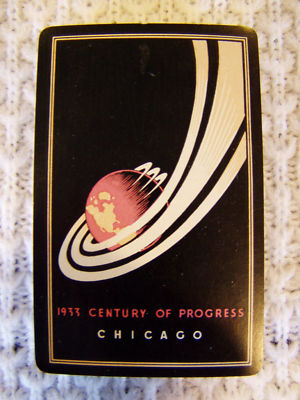 1933 CENTURY OF PROGRESS
CHICAGO